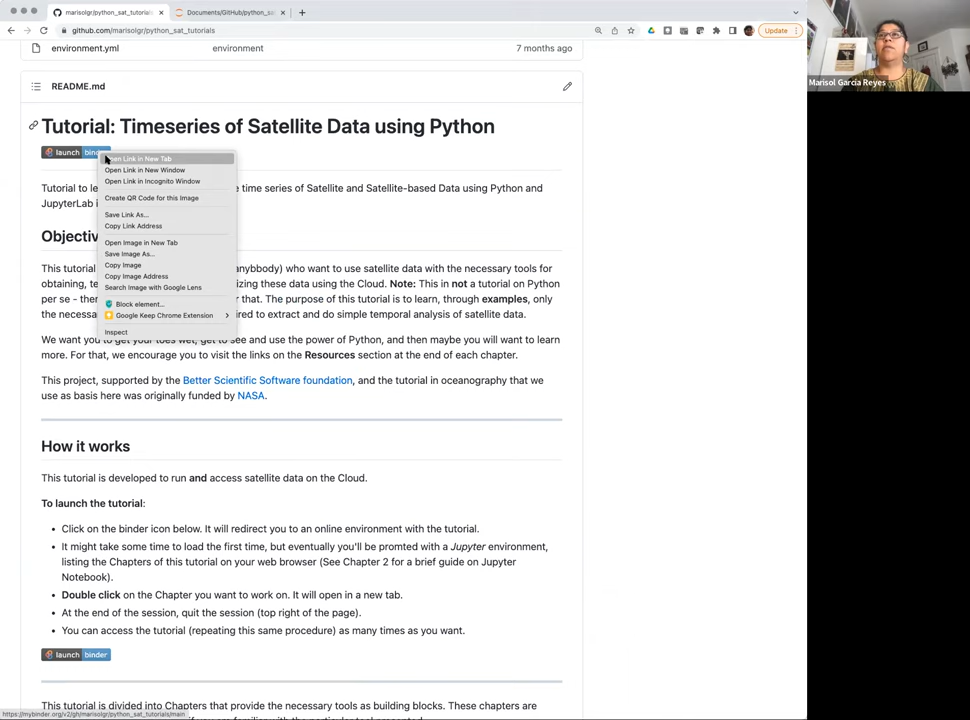 marisolgr/python_sat_tutorials
Documents/GitHub/python_sat
github.com/marisolgr/python_sat_tutorials
Update
Marisol García Reyes
environment.yml
environment
7 months ago
README.md
Tutorial: Timeseries of Satellite Data using Python
launch
Open Link in New Tab
Open Link in New Window
Open Link in Incognito Window
Create QR Code for this Image
Save Link As...
Copy Link Address
Open Image in New Tab
Save Image As...
Copy Image
Copy Image Address
Search Image with Google Lens
Block element...
Google Keep Chrome Extension
Inspect
Tutorial to le
time series of Satellite and Satellite-based Data using Python and
JupyterLab i
Objectiv
This tutorial
anybbody) who want to use satellite data with the necessary tools for
obtaining, te
izing these data using the Cloud. Note: This in not a tutorial on Python
per se - then
r that. The purpose of this tutorial is to learn, through examples, only
the necessa
ired to extract and do simple temporal analysis of satellite data.
We want you to get your toes wet, get to see and use the power of Python, and then maybe you will want to learn
more. For that, we encourage you to visit the links on the Resources section at the end of each chapter.
This project, supported by the Better Scientific Software foundation, and the tutorial in oceanography that we
use as basis here was originally funded by NASA.
How it works
This tutorial is developed to run and access satellite data on the Cloud.
To launch the tutorial:
Click on the binder icon below. It will redirect you to an online environment with the tutorial.
It might take some time to load the first time, but eventually you'll be promted with a Jupyter environment,
listing the Chapters of this tutorial on your web browser (See Chapter 2 for a brief guide on Jupyter
Notebook).
Double click on the Chapter you want to work on. It will open in a new tab.
At the end of the session, quit the session (top right of the page).
You can access the tutorial (repeating this same procedure) as many times as you want.
launch binder
This tutorial is divided into Chapters that provide the necessary tools as building blocks. These chapters are
https://mybinder.org/v2/gh/marisolgr/python_sat_tutorials/main